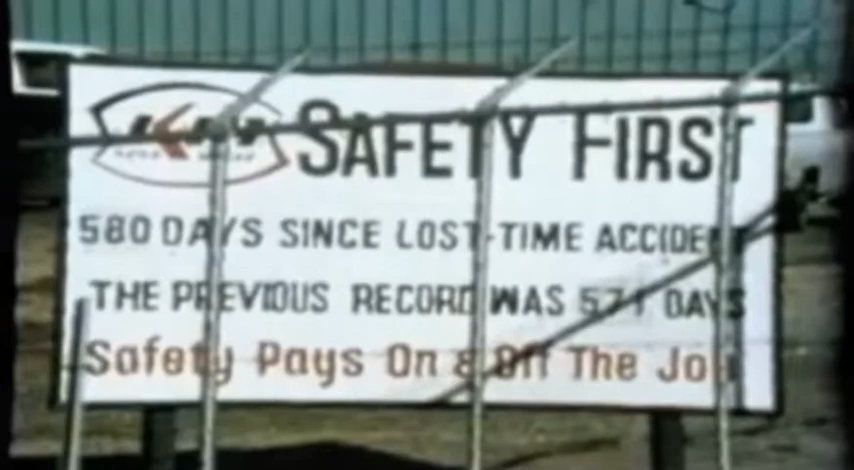 SAFETY FIRST
580 DAYS SINCE LOST-TIME ACCIDENT
THE PREVIOUS RECORD WAS 571 DAYS
Safety Pays On & Off The Job